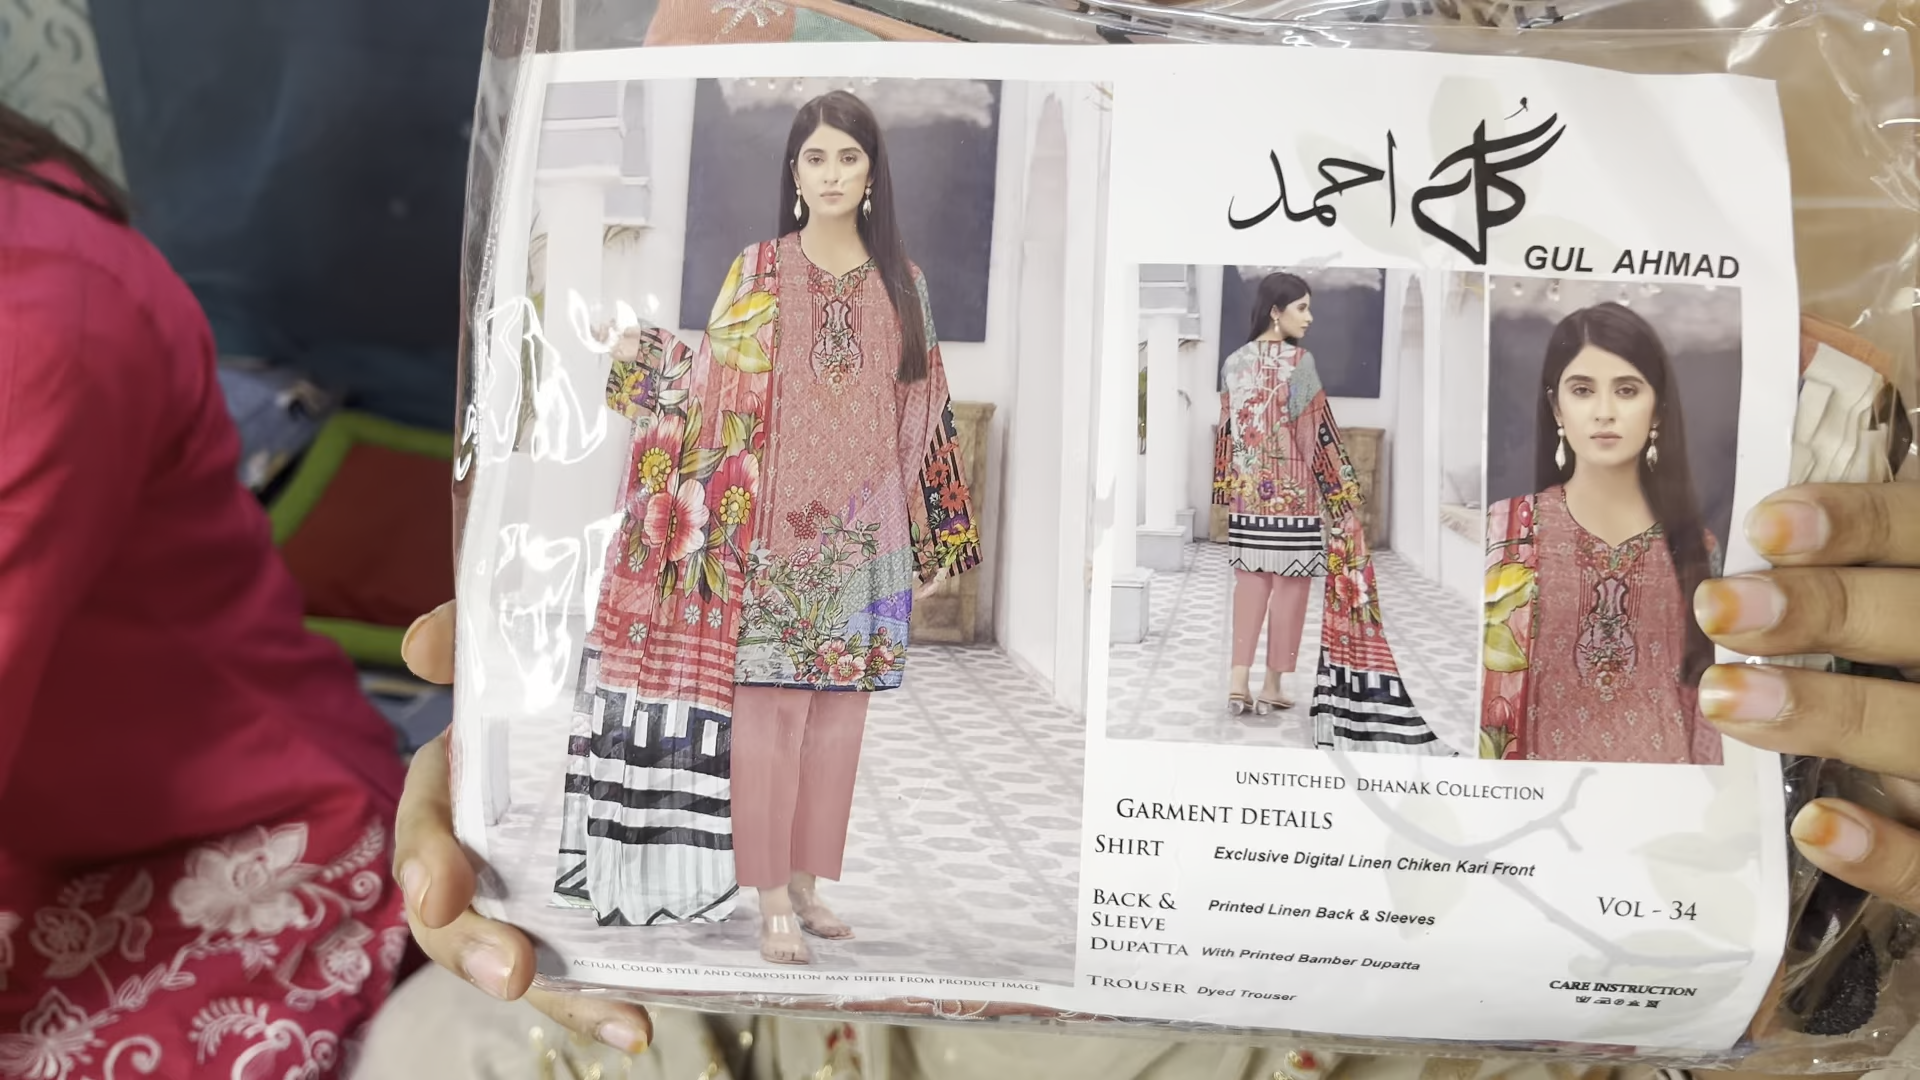 گل احمد
GUL AHMAD
UNSTITCHED DHANAK COLLECTION
GARMENT DETAILS
SHIRT Exclusive Digital Linen Chiken Kari Front
BACK & SLEEVE Printed Linen Back & Sleeves
DUPATTA With Printed Bamber Dupatta
TROUSER Dyed Trouser
VOL - 34
CARE INSTRUCTION
ACTUAL COLOR STYLE AND COMPOSITION MAY DIFFER FROM PRODUCT IMAGE